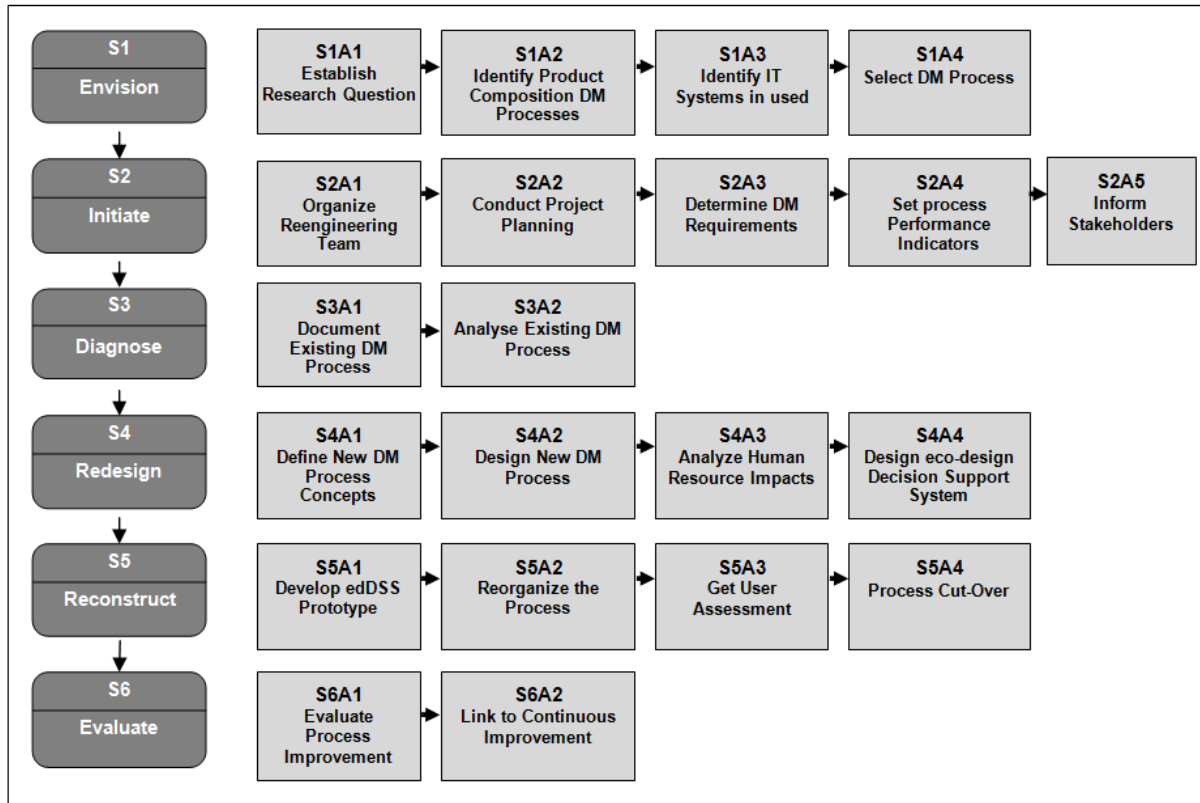 S1
Envision
S1A1
Establish
Research Question
S1A2
Identify Product
Composition DM
Processes
S1A3
Identify IT
Systems in used
S1A4
Select DM Process
S2
Initiate
S2A1
Organize
Reengineering
Team
S2A2
Conduct Project
Planning
S2A3
Determine DM
Requirements
S2A4
Set process
Performance
Indicators
S2A5
Inform
Stakeholders
S3
Diagnose
S3A1
Document
Existing DM
Process
S3A2
Analyse Existing DM
Process
S4
Redesign
S4A1
Define New DM
Process
Concepts
S4A2
Design New DM
Process
S4A3
Analyze Human
Resource Impacts
S4A4
Design eco-design
Decision Support
System
S5
Reconstruct
S5A1
Develop edDSS
Prototype
S5A2
Reorganize the
Process
S5A3
Get User
Assessment
S5A4
Process Cut-Over
S6
Evaluate
S6A1
Evaluate
Process
Improvement
S6A2
Link to Continuous
Improvement